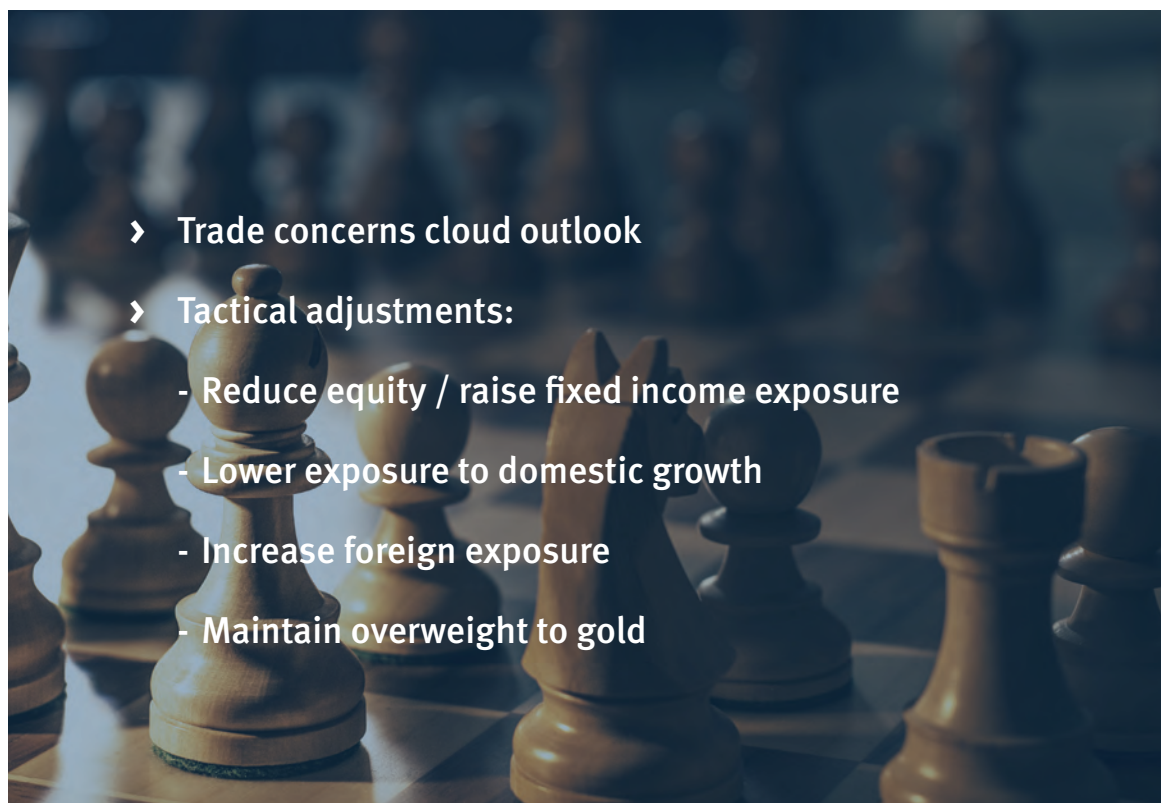 › Trade concerns cloud outlook
› Tactical adjustments:
- Reduce equity / raise fixed income exposure
- Lower exposure to domestic growth
- Increase foreign exposure
- Maintain overweight to gold